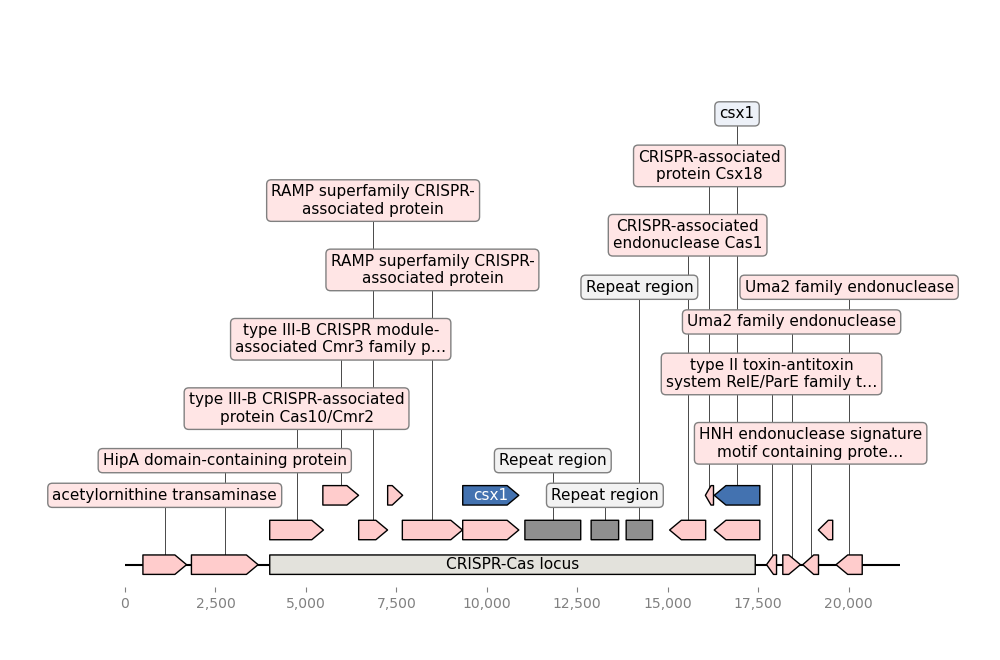 csx1
CRISPR-associated
protein Csx18
RAMP superfamily CRISPR-
associated protein
CRISPR-associated
endonuclease Cas1
RAMP superfamily CRISPR-
associated protein
Repeat region
Uma2 family endonuclease
Uma2 family endonuclease
type III-B CRISPR module-
associated Cmr3 family p…
type II toxin-antitoxin
system RelE/ParE family t…
type III-B CRISPR-associated
protein Cas10/Cmr2
HNH endonuclease signature
motif containing prote…
HipA domain-containing protein
Repeat region
acetylornithine transaminase
csx1
Repeat region
CRISPR-Cas locus
0
2,500
5,000
7,500
10,000
12,500
15,000
17,500
20,000